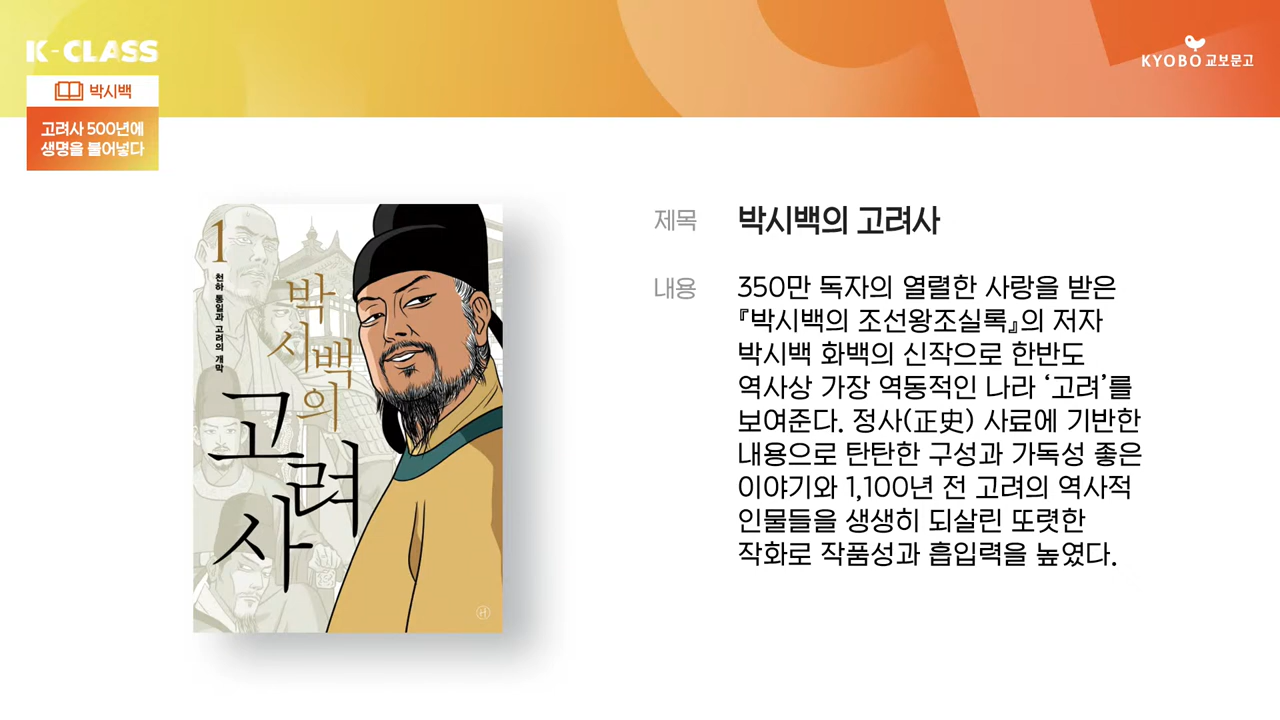 K-CLASS
박시백
고려사 500년에
생명을 불어넣다
KYOBO 교보문고
1
천하 통일과 고려의 개막
박시백의
고려사
제목
박시백의 고려사
내용
350만 독자의 열렬한 사랑을 받은
『박시백의 조선왕조실록』의 저자
박시백 화백의 신작으로 한반도
역사상 가장 역동적인 나라 ‘고려’를
보여준다. 정사(正史) 사료에 기반한
내용으로 탄탄한 구성과 가독성 좋은
이야기와 1,100년 전 고려의 역사적
인물들을 생생히 되살린 또렷한
작화로 작품성과 흡입력을 높였다.